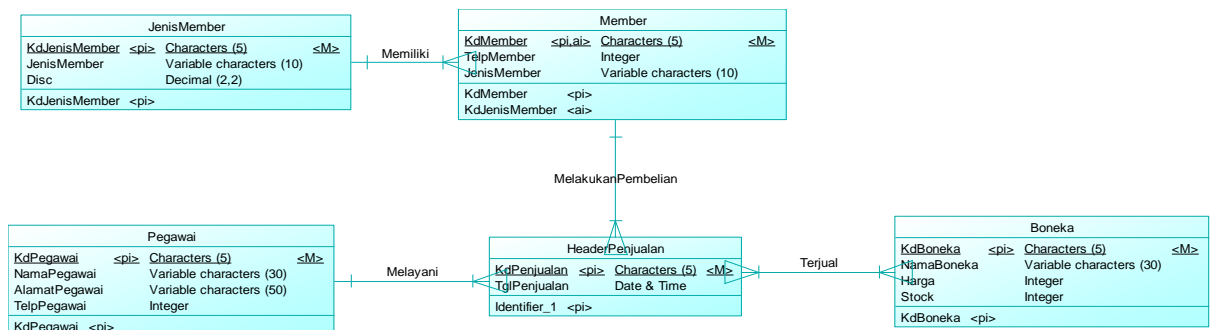 JenisMember
KdJenisMember <pi> Characters (5) <M>
JenisMember Variable characters (10)
Disc Decimal (2,2)
KdJenisMember <pi>
Memiliki
Member
KdMember <pi,ai> Characters (5) <M>
TelpMember Integer
JenisMember Variable characters (10)
KdMember <pi>
KdJenisMember <ai>
MelakukanPembelian
Pegawai
KdPegawai <pi> Characters (5) <M>
NamaPegawai Variable characters (30)
AlamatPegawai Variable characters (50)
TelpPegawai Integer
KdPegawai <pi>
Melayani
HeaderPenjualan
KdPenjualan <pi> Characters (5) <M>
TglPenjualan Date & Time
Identifier_1 <pi>
Terjual
Boneka
KdBoneka <pi> Characters (5) <M>
NamaBoneka Variable characters (30)
Harga Integer
Stock Integer
KdBoneka <pi>